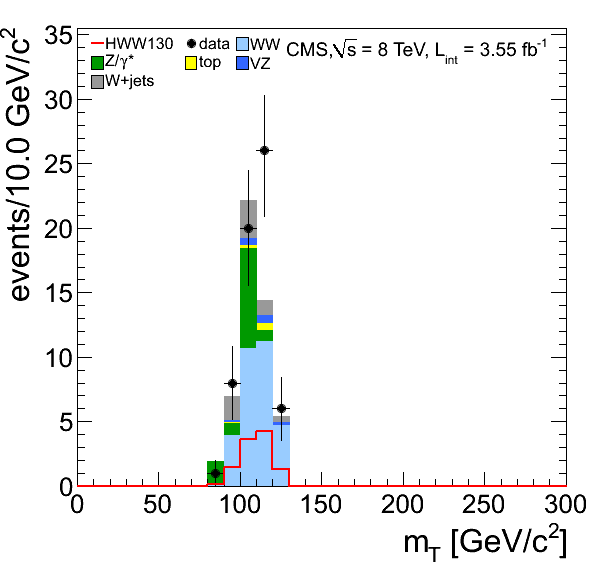 HWW130 data WW
Z/γ* top VZ
W+jets
CMS,√s = 8 TeV, L_int = 3.55 fb⁻¹
events/10.0 GeV/c²
35
30
25
20
15
10
5
0
0 50 100 150 200 250 300
m_T [GeV/c²]